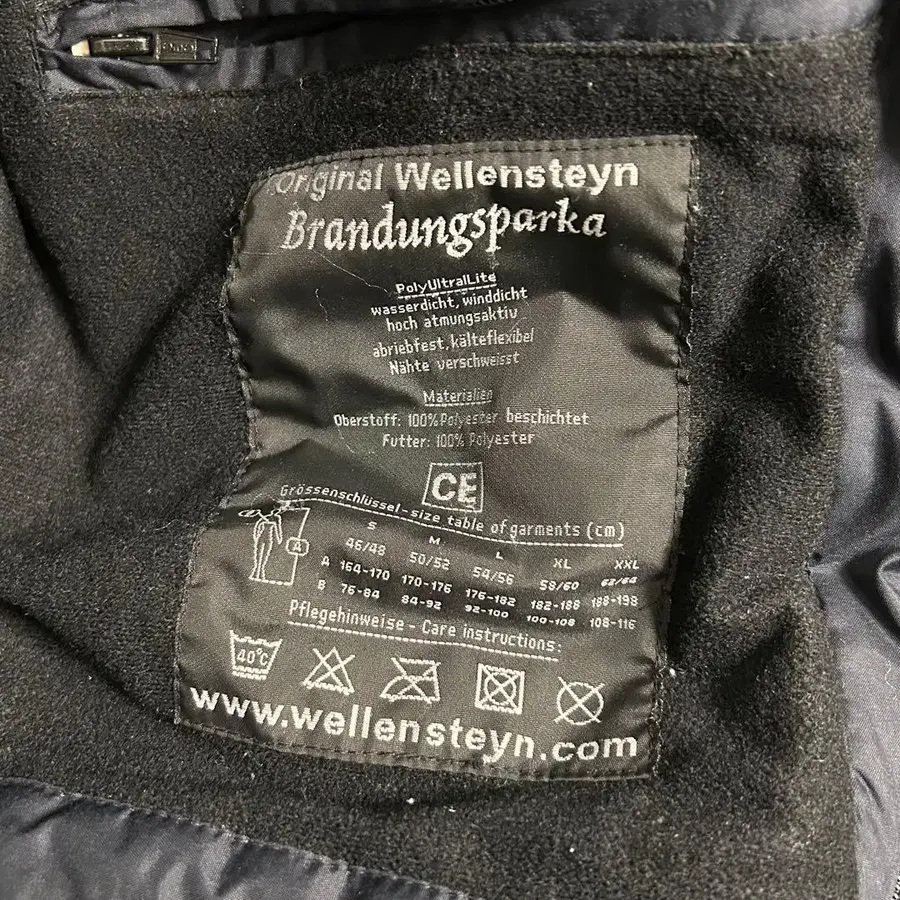 Original Wellensteyn
Brandungsparka
PolyUltralLite
wasserdicht, winddicht
hoch atmungsaktiv
abriebfest, kälteflexibel
Nähte verschweisst
Materialien
Oberstoff: 100% Polyester beschichtet
Futter: 100% Polyester
CE
Grössenschlüssel-size table of garments (cm)
S M L XL XXL
46/48 50/52 54/56 58/60 62/64
A 164-170 170-176 176-182 182-188 188-198
B 76-84 84-92 92-100 100-108 108-116
A
Pflegehinweise - Care instructions:
40°C
www.wellensteyn.com